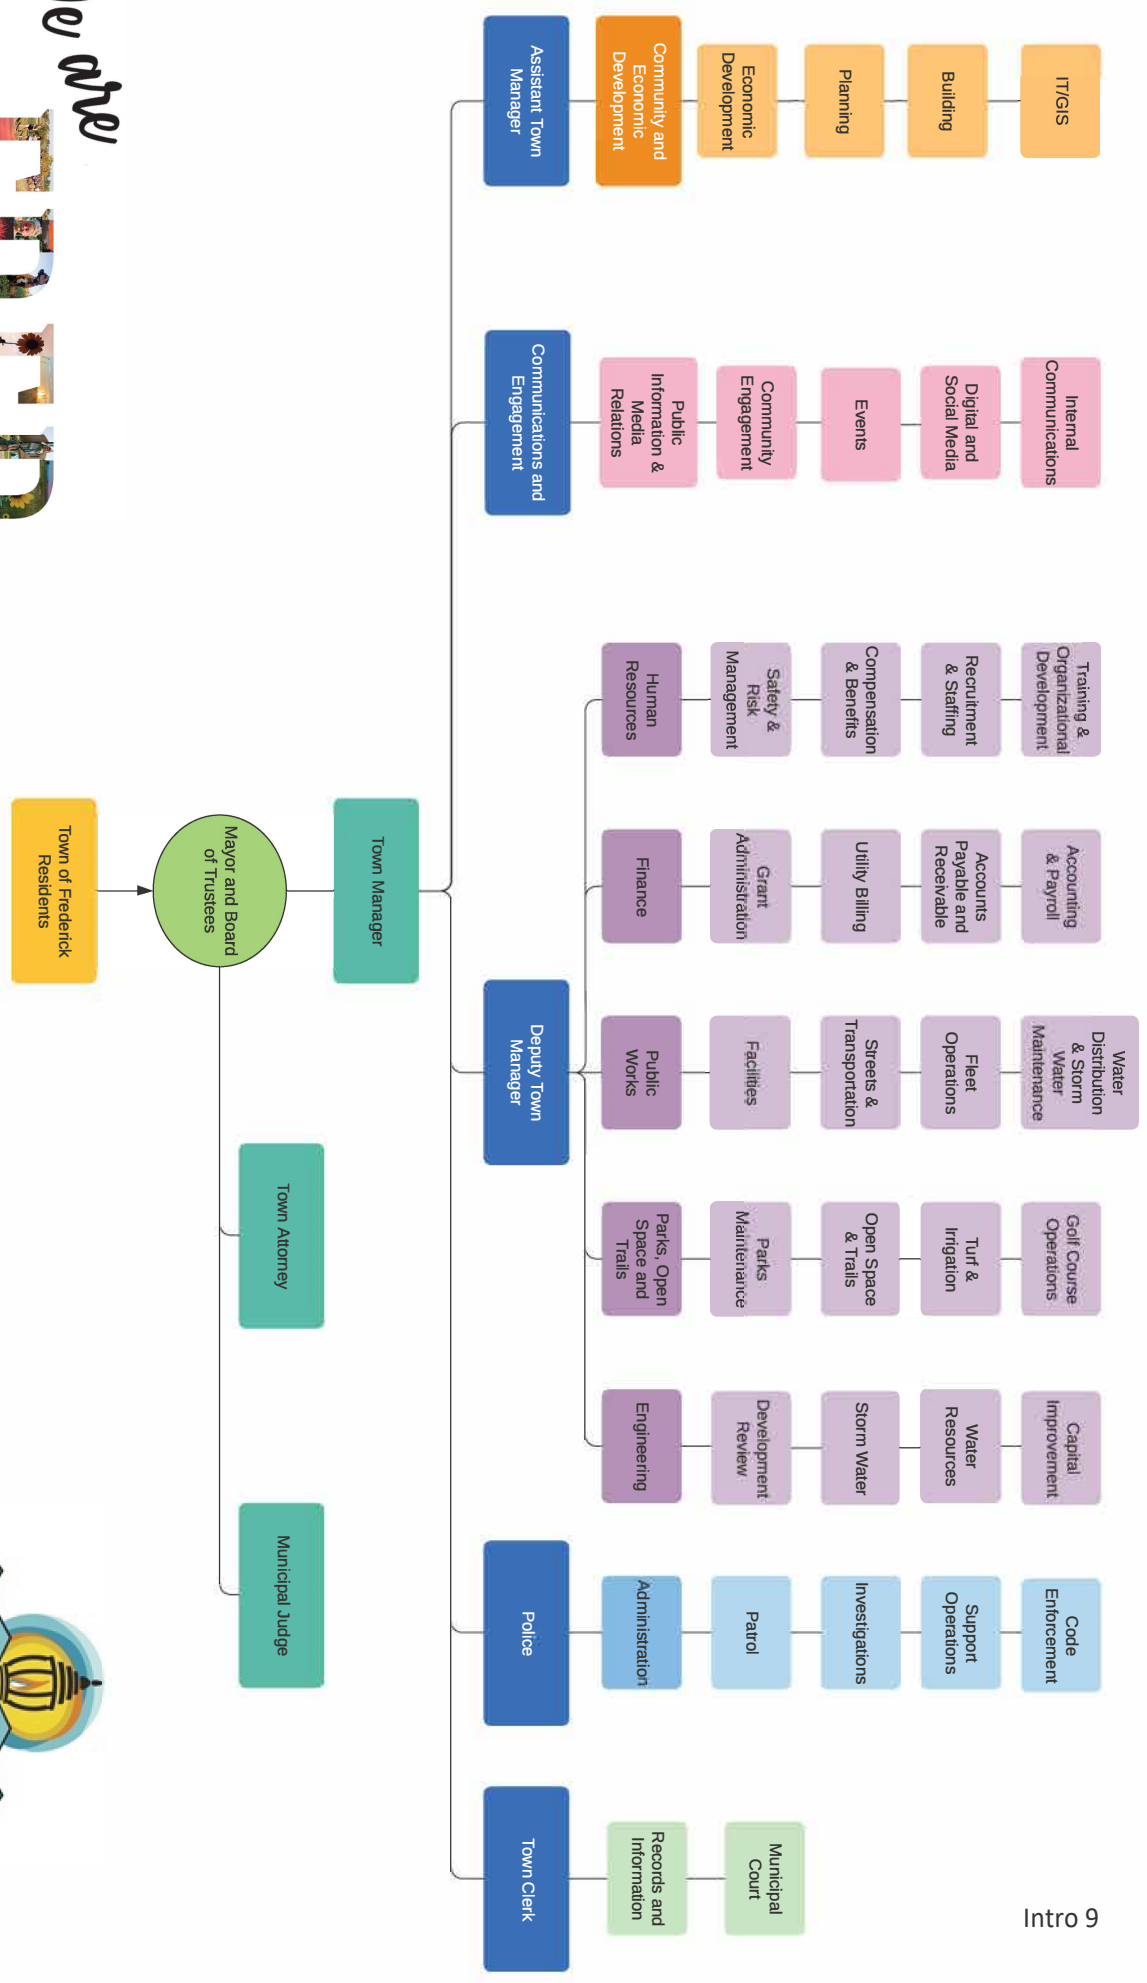 are
IT/GIS
Building
Planning
Economic
Development
Community and
Economic
Development
Assistant Town
Manager
Internal
Communications
Digital and
Social Media
Events
Community
Engagement
Public
Information &
Media
Relations
Communications and
Engagement
Training &
Organizational
Development
Recruitment
& Staffing
Compensation
& Benefits
Safety &
Risk
Management
Human
Resources
Accounting
& Payroll
Accounts
Payable and
Receivable
Utility Billing
Grant
Administration
Finance
Water
Distribution
& Storm
Water
Maintenance
Fleet
Operations
Streets &
Transportation
Facilities
Public
Works
Golf Course
Operations
Turf &
Irrigation
Open Space
& Trails
Parks
Maintenance
Parks, Open
Space and
Trails
Capital
Improvement
Water
Resources
Storm Water
Development
Review
Engineering
Deputy Town
Manager
Code
Enforcement
Support
Operations
Investigations
Patrol
Administration
Police
Municipal
Court
Records and
Information
Town Clerk
Town Manager
Mayor and Board
of Trustees
Town Attorney
Municipal Judge
Town of Frederick
Residents
Intro 9